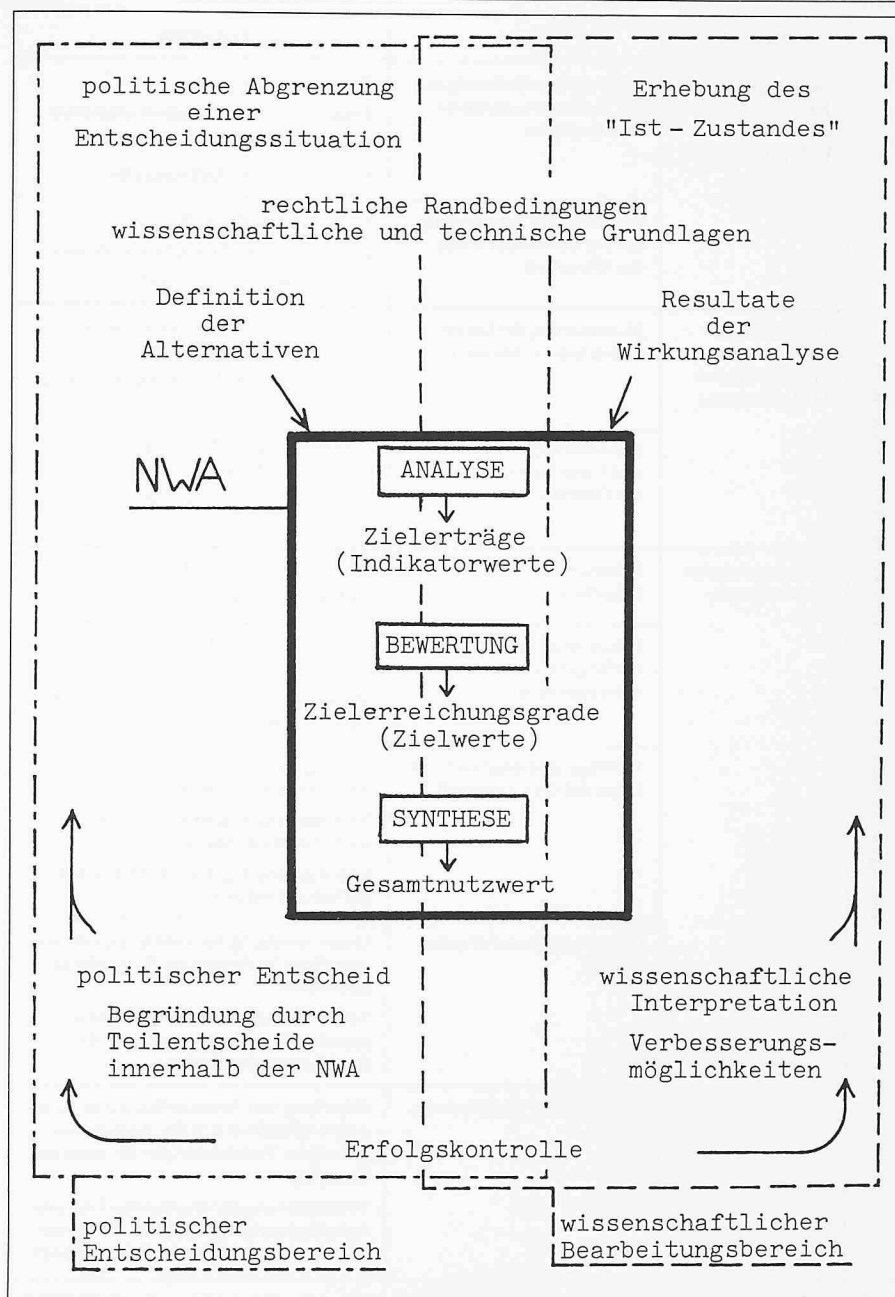 politische Abgrenzung
einer
Entscheidungssituation
Erhebung des
"Ist - Zustandes"
rechtliche Randbedingungen
wissenschaftliche und technische Grundlagen
Definition
der
Alternativen
Resultate
der
Wirkungsanalyse
NWA
ANALYSE
Zielerträge
(Indikatorwerte)
BEWERTUNG
Zielerreichungsgrade
(Zielwerte)
SYNTHESE
Gesamtnutzwert
politischer Entscheid
Begründung durch
Teilentscheide
innerhalb der NWA
wissenschaftliche
Interpretation
Verbesserungs-
möglichkeiten
Erfolgskontrolle
politischer
Entscheidungsbereich
wissenschaftlicher
Bearbeitungsbereich